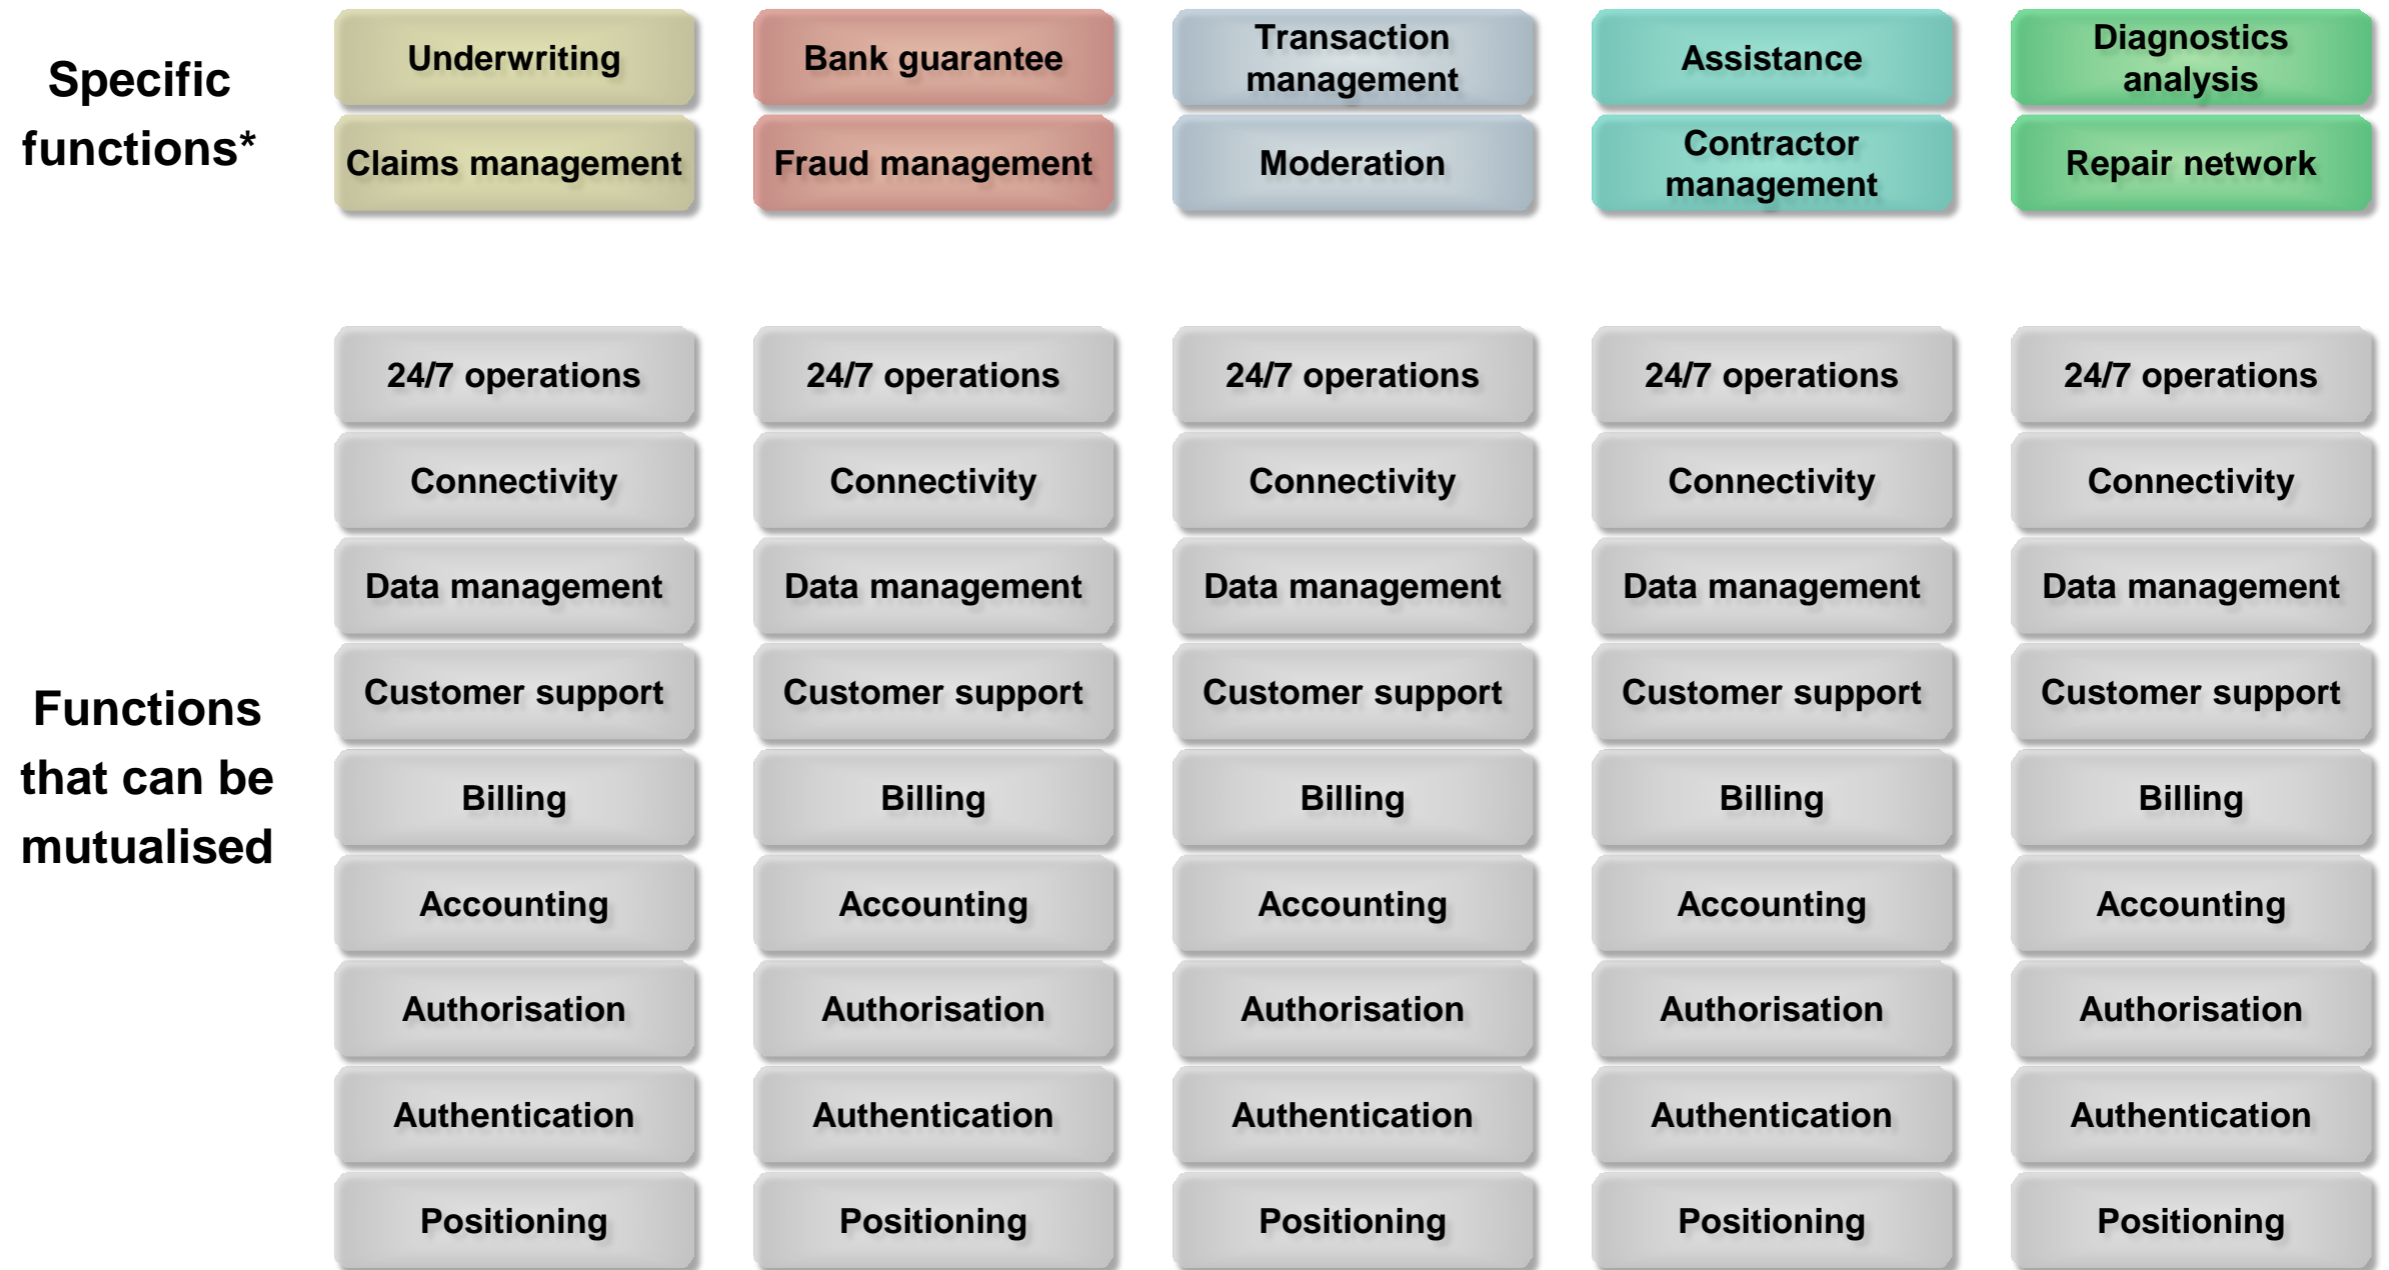 Specific
functions*
Underwriting
Bank guarantee
Transaction
management
Assistance
Diagnostics
analysis
Claims management
Fraud management
Moderation
Contractor
management
Repair network
Functions
that can be
mutualised
24/7 operations
24/7 operations
24/7 operations
24/7 operations
24/7 operations
Connectivity
Connectivity
Connectivity
Connectivity
Connectivity
Data management
Data management
Data management
Data management
Data management
Customer support
Customer support
Customer support
Customer support
Customer support
Billing
Billing
Billing
Billing
Billing
Accounting
Accounting
Accounting
Accounting
Accounting
Authorisation
Authorisation
Authorisation
Authorisation
Authorisation
Authentication
Authentication
Authentication
Authentication
Authentication
Positioning
Positioning
Positioning
Positioning
Positioning